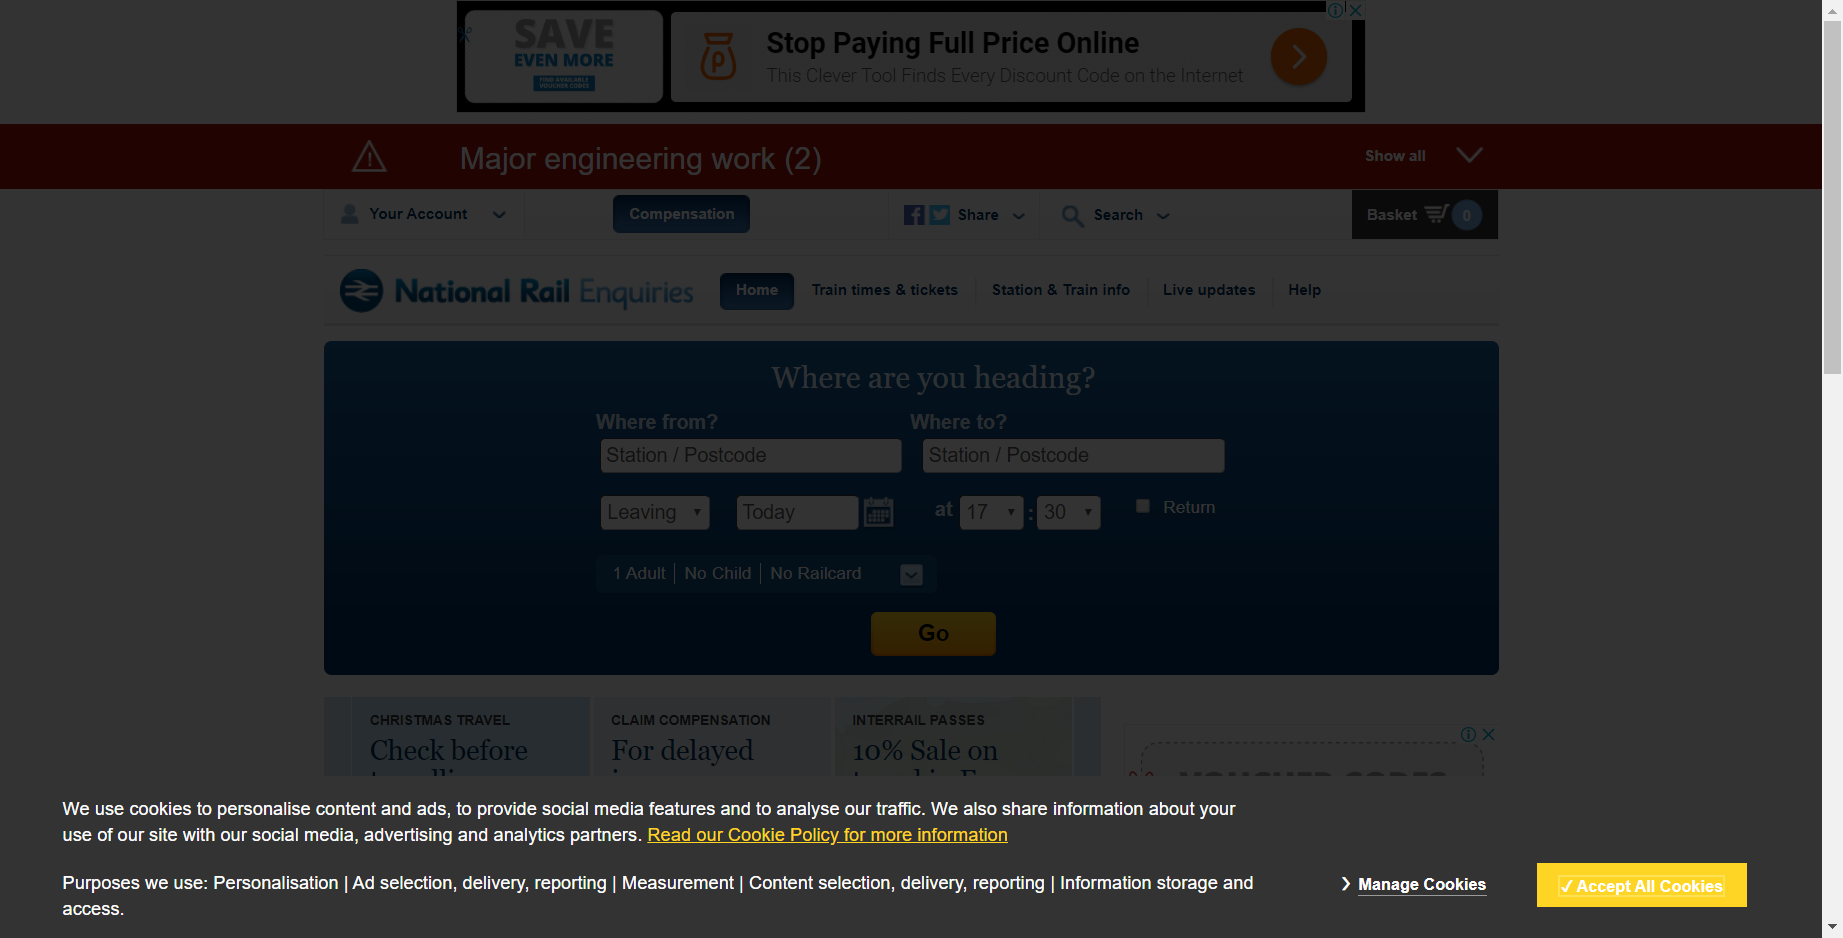 SAVE
EVEN MORE
FIND AVAILABLE
VOUCHER CODES
Stop Paying Full Price Online
This Clever Tool Finds Every Discount Code on the Internet
Major engineering work (2)
Show all
Your Account
Compensation
Share
Search
Basket 0
National Rail Enquiries
Home
Train times & tickets
Station & Train info
Live updates
Help
Where are you heading?
Where from? Where to?
Station / Postcode Station / Postcode
Leaving Today at 17 : 30 Return
1 Adult | No Child | No Railcard
Go
CHRISTMAS TRAVEL
Check before
CLAIM COMPENSATION
For delayed
INTERRAIL PASSES
10% Sale on
VOUCHER CODES
We use cookies to personalise content and ads, to provide social media features and to analyse our traffic. We also share information about your
use of our site with our social media, advertising and analytics partners. Read our Cookie Policy for more information
Purposes we use: Personalisation | Ad selection, delivery, reporting | Measurement | Content selection, delivery, reporting | Information storage and
access.
Manage Cookies
✓ Accept All Cookies